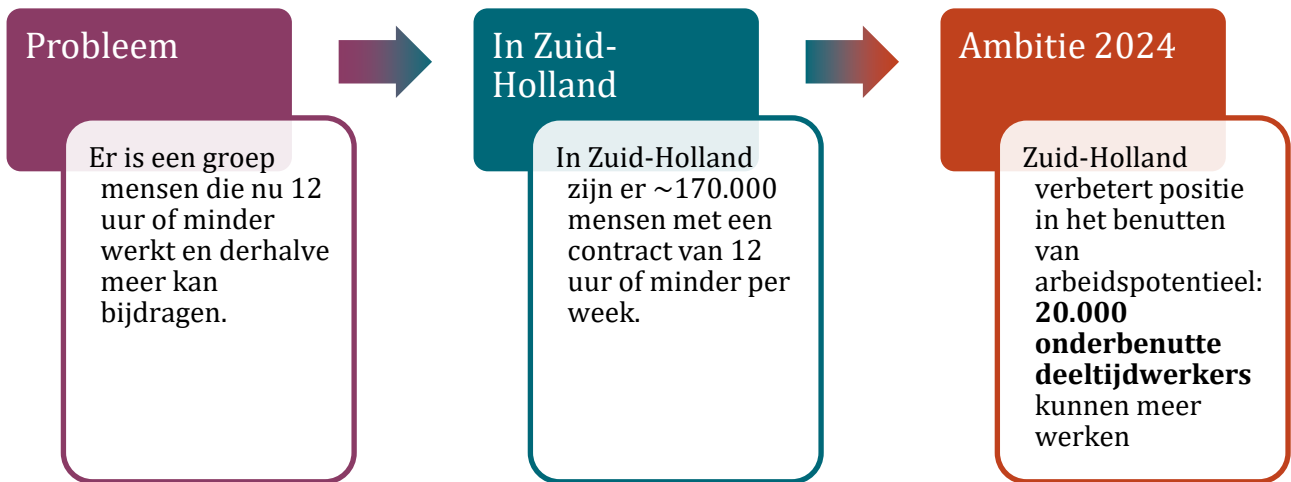 Probleem
Er is een groep
mensen die nu 12
uur of minder
werkt en derhalve
meer kan
bijdragen.
In Zuid-
Holland
In Zuid-Holland
zijn er ~170.000
mensen met een
contract van 12
uur of minder per
week.
Ambitie 2024
Zuid-Holland
verbetert positie
in het benutten
van
arbeidspotentieel:
20.000
onderbenutte
deeltijdwerkers
kunnen meer
werken